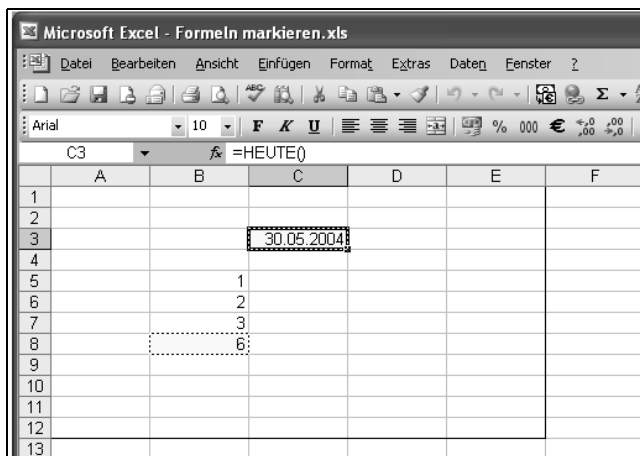 Microsoft Excel - Formeln markieren.xls
Datei Bearbeiten Ansicht Einfügen Format Extras Daten Fenster ?
Arial 10 F K U % 000 €
C3 fx =HEUTE()
A B C D E F
1
2
3 30.05.2004
4
5 1
6 2
7 3
8 6
9
10
11
12
13